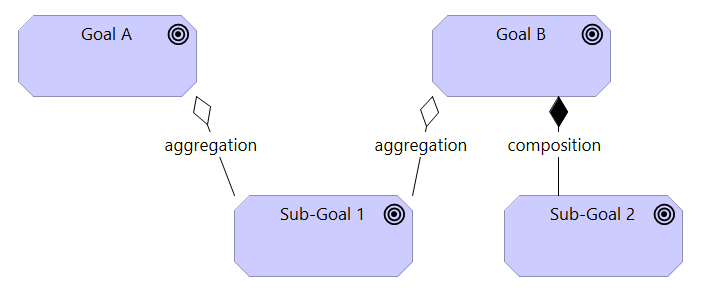 Goal A
Goal B
aggregation
aggregation
composition
Sub-Goal 1
Sub-Goal 2